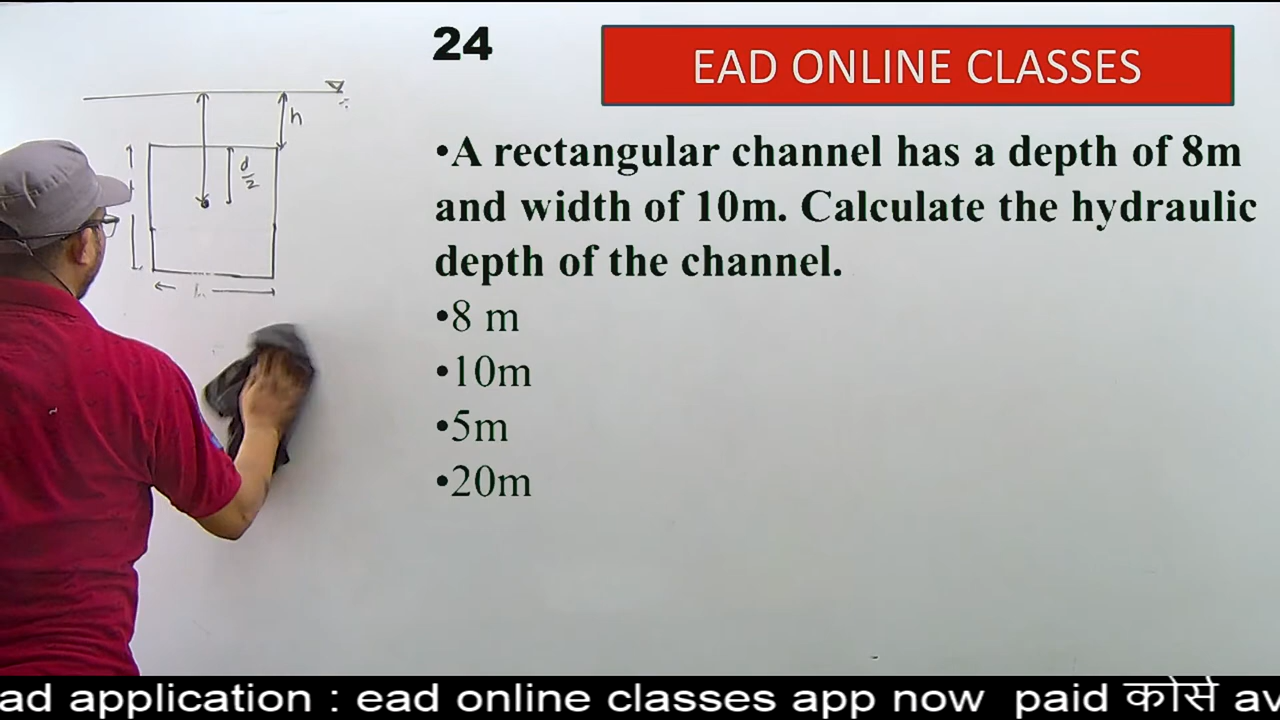 24
EAD ONLINE CLASSES
•A rectangular channel has a depth of 8m
and width of 10m. Calculate the hydraulic
depth of the channel.
•8 m
•10m
•5m
•20m
h
d/2
ad application : ead online classes app now paid कोर्स av